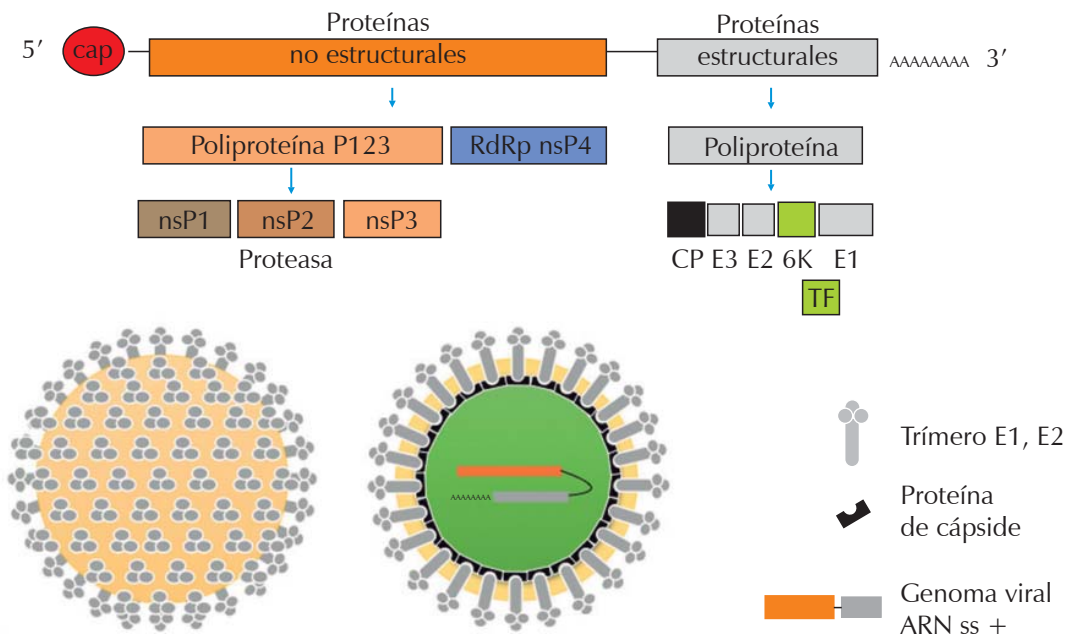 Proteínas
no estructurales
Proteínas
estructurales
5′ cap AAAAAAAA 3′
Poliproteína P123
RdRp nsP4
Poliproteína
nsP1 nsP2 nsP3
Proteasa
CP E3 E2 6K E1
TF
AAAAAAAA
Trímero E1, E2
Proteína
de cápside
Genoma viral
ARN ss +